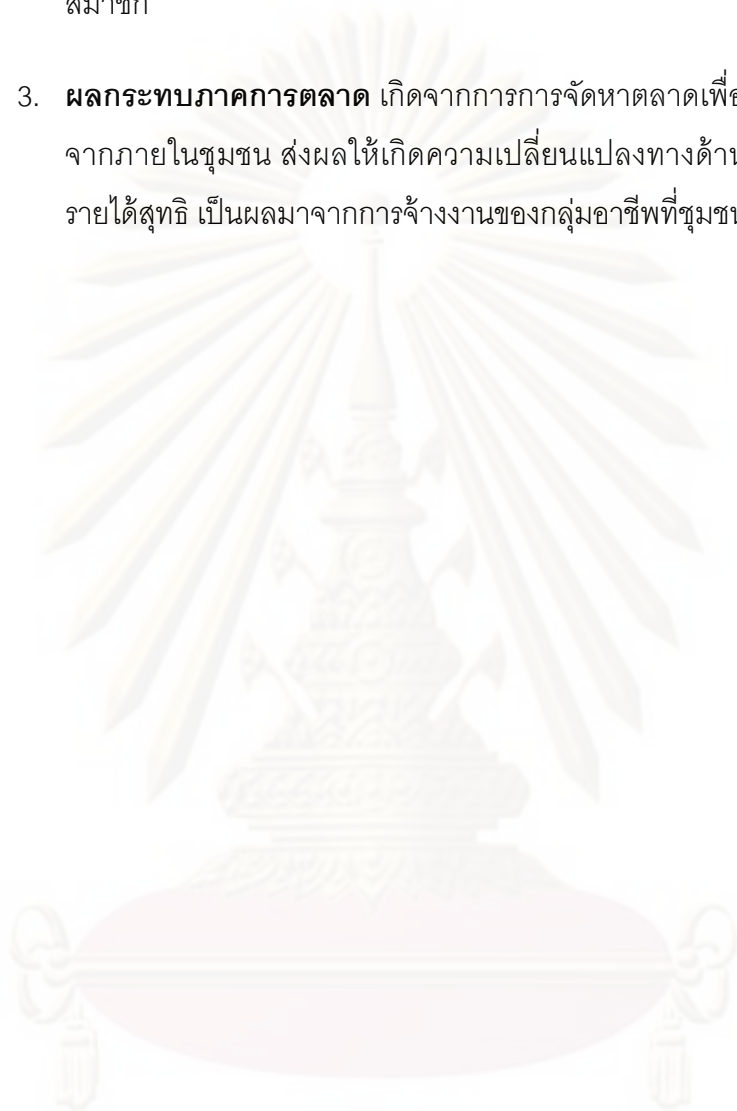 สมาชิก
3. ผลกระทบภาคการตลาด เกิดจากการการจัดหาตลาดเพื่อ
จากภายในชุมชน ส่งผลให้เกิดความเปลี่ยนแปลงทางด้าน
รายได้สุทธิ เป็นผลมาจากการจ้างงานของกลุ่มอาชีพที่ชุมชน